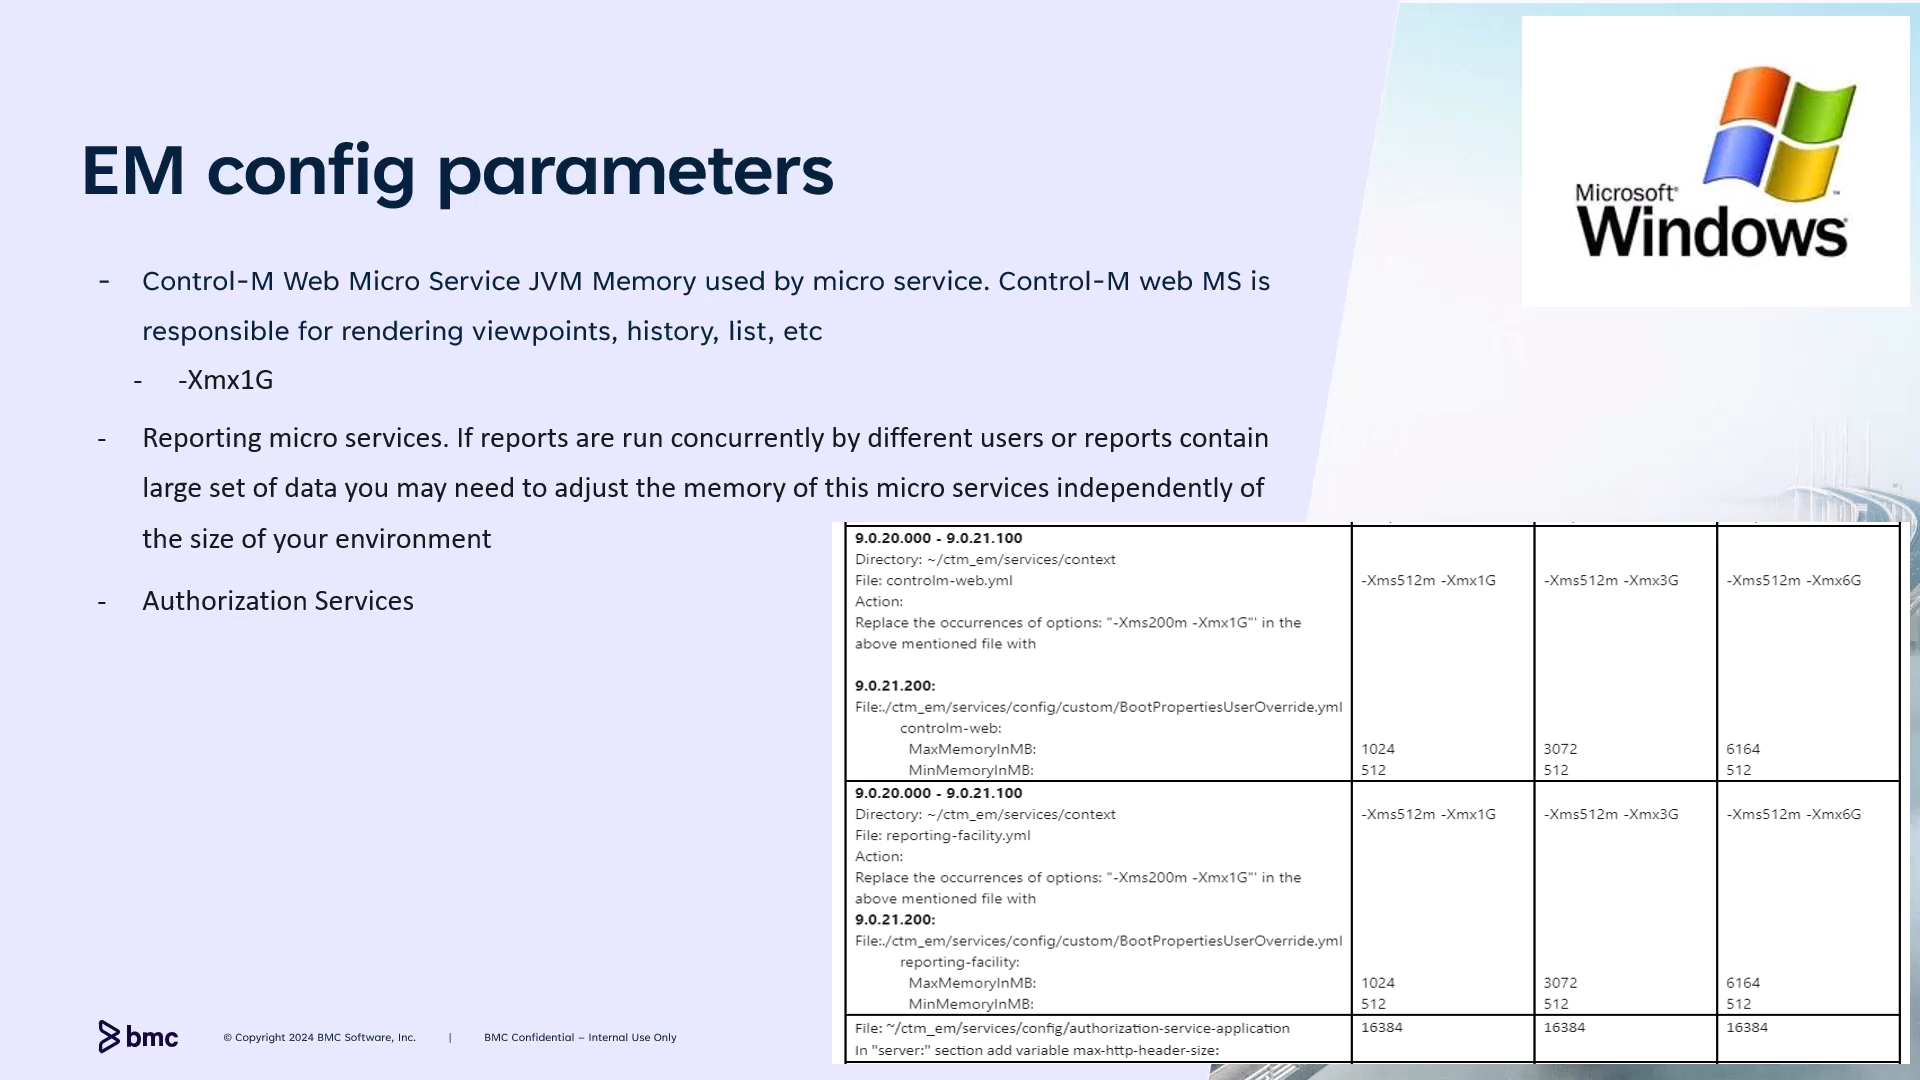 Microsoft®
Windows
EM config parameters
- Control-M Web Micro Service JVM Memory used by micro service. Control-M web MS is
responsible for rendering viewpoints, history, list, etc
- -Xmx1G
- Reporting micro services. If reports are run concurrently by different users or reports contain
large set of data you may need to adjust the memory of this micro services independently of
the size of your environment
- Authorization Services
9.0.20.000 - 9.0.21.100
Directory: ~/ctm_em/services/context
File: controlm-web.yml -Xms512m -Xmx1G -Xms512m -Xmx3G -Xms512m -Xmx6G
Action:
Replace the occurrences of options: "-Xms200m -Xmx1G"' in the
above mentioned file with
9.0.21.200:
File:./ctm_em/services/config/custom/BootPropertiesUserOverride.yml
controlm-web:
MaxMemoryInMB: 1024 3072 6164
MinMemoryInMB: 512 512 512
9.0.20.000 - 9.0.21.100
Directory: ~/ctm_em/services/context -Xms512m -Xmx1G -Xms512m -Xmx3G -Xms512m -Xmx6G
File: reporting-facility.yml
Action:
Replace the occurrences of options: "-Xms200m -Xmx1G"' in the
above mentioned file with
9.0.21.200:
File:./ctm_em/services/config/custom/BootPropertiesUserOverride.yml
reporting-facility:
MaxMemoryInMB: 1024 3072 6164
MinMemoryInMB: 512 512 512
File: ~/ctm_em/services/config/authorization-service-application 16384 16384 16384
In "server:" section add variable max-http-header-size:
bmc © Copyright 2024 BMC Software, Inc. | BMC Confidential – Internal Use Only